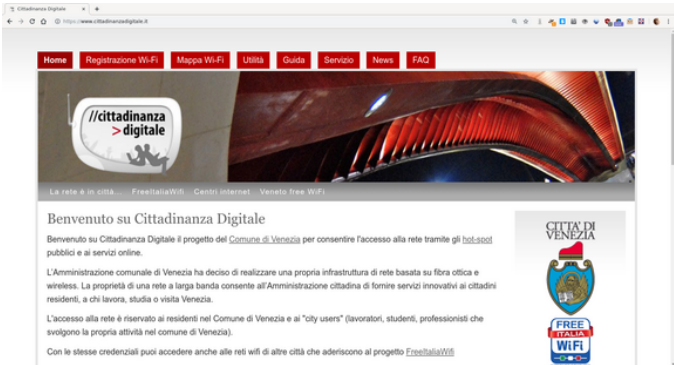 Cittadinanza Digitale
https://www.cittadinanzadigitale.it
Home Registrazione Wi-Fi Mappa Wi-Fi Utilità Guida Servizio News FAQ
//cittadinanza
>digitale
La rete è in città... FreeItaliaWifi Centri internet Veneto free WiFi
Benvenuto su Cittadinanza Digitale
Benvenuto su Cittadinanza Digitale il progetto del Comune di Venezia per consentire l'accesso alla rete tramite gli hot-spot
pubblici e ai servizi online.
L'Amministrazione comunale di Venezia ha deciso di realizzare una propria infrastruttura di rete basata su fibra ottica e
wireless. La proprietà di una rete a larga banda consente all'Amministrazione cittadina di fornire servizi innovativi ai cittadini
residenti, a chi lavora, studia o visita Venezia.
L'accesso alla rete è riservato ai residenti nel Comune di Venezia e ai "city users" (lavoratori, studenti, professionisti che
svolgono la propria attività nel comune di Venezia).
Con le stesse credenziali puoi accedere anche alle reti wifi di altre città che aderiscono al progetto FreeItaliaWifi
CITTA' DI
VENEZIA
FREE
ITALIA
WiFi